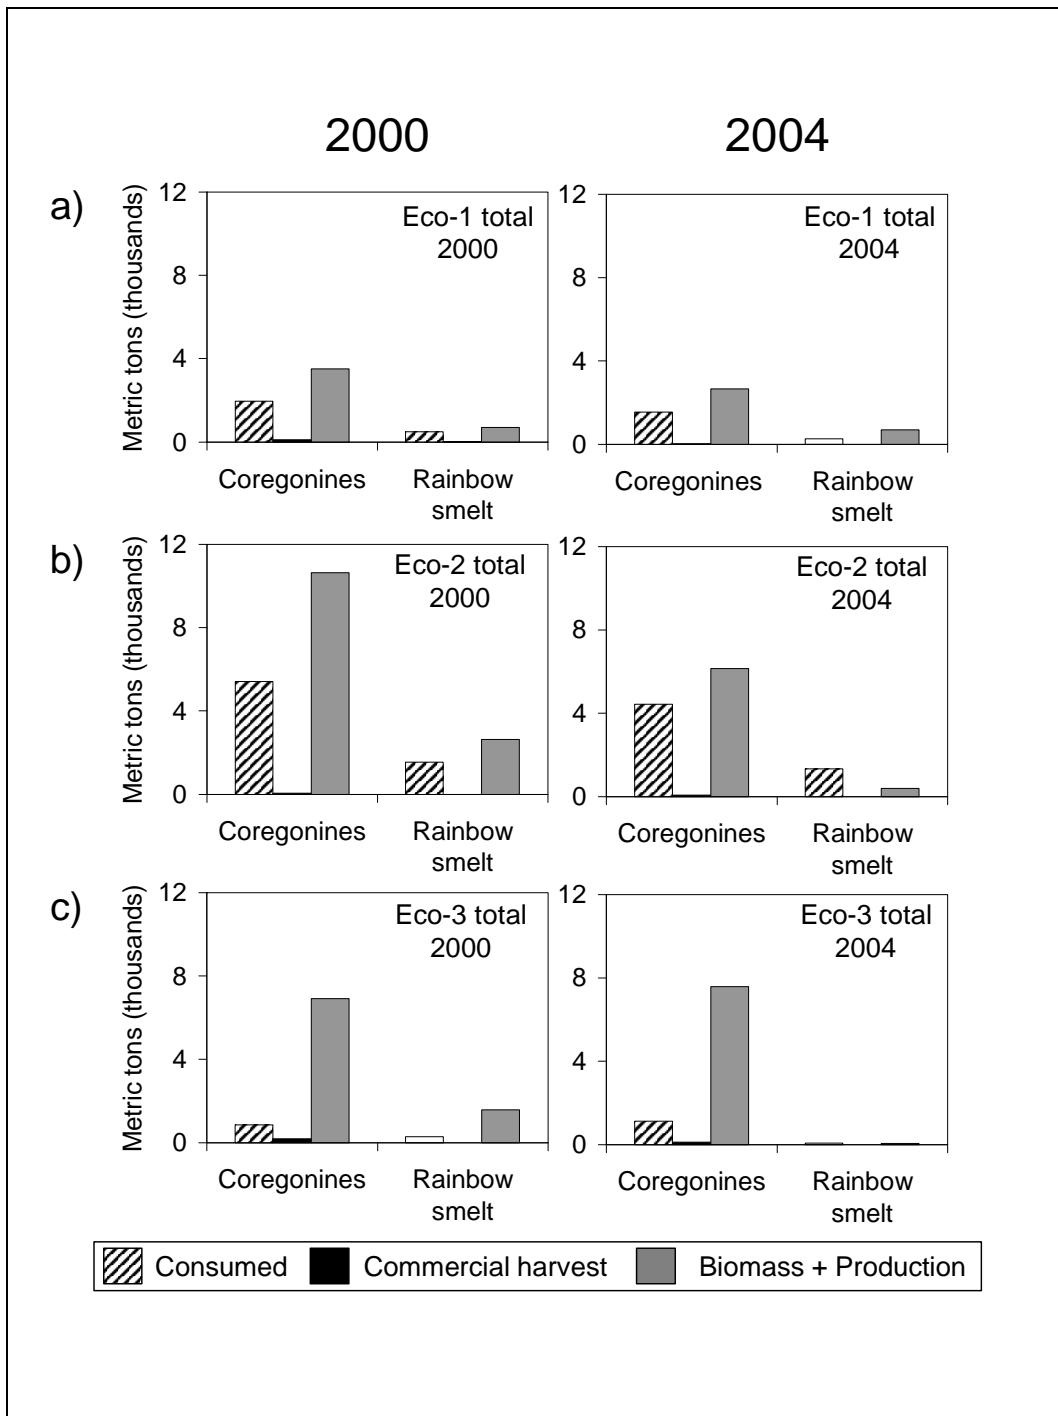 2000
2004
a)
Metric tons (thousands)
12
8
4
0
Eco-1 total
2000
Coregonines
Rainbow
smelt
12
8
4
0
Eco-1 total
2004
Coregonines
Rainbow
smelt
b)
Metric tons (thousands)
12
8
4
0
Eco-2 total
2000
Coregonines
Rainbow
smelt
12
8
4
0
Eco-2 total
2004
Coregonines
Rainbow
smelt
c)
Metric tons (thousands)
12
8
4
0
Eco-3 total
2000
Coregonines
Rainbow
smelt
12
8
4
0
Eco-3 total
2004
Coregonines
Rainbow
smelt
Consumed
Commercial harvest
Biomass + Production